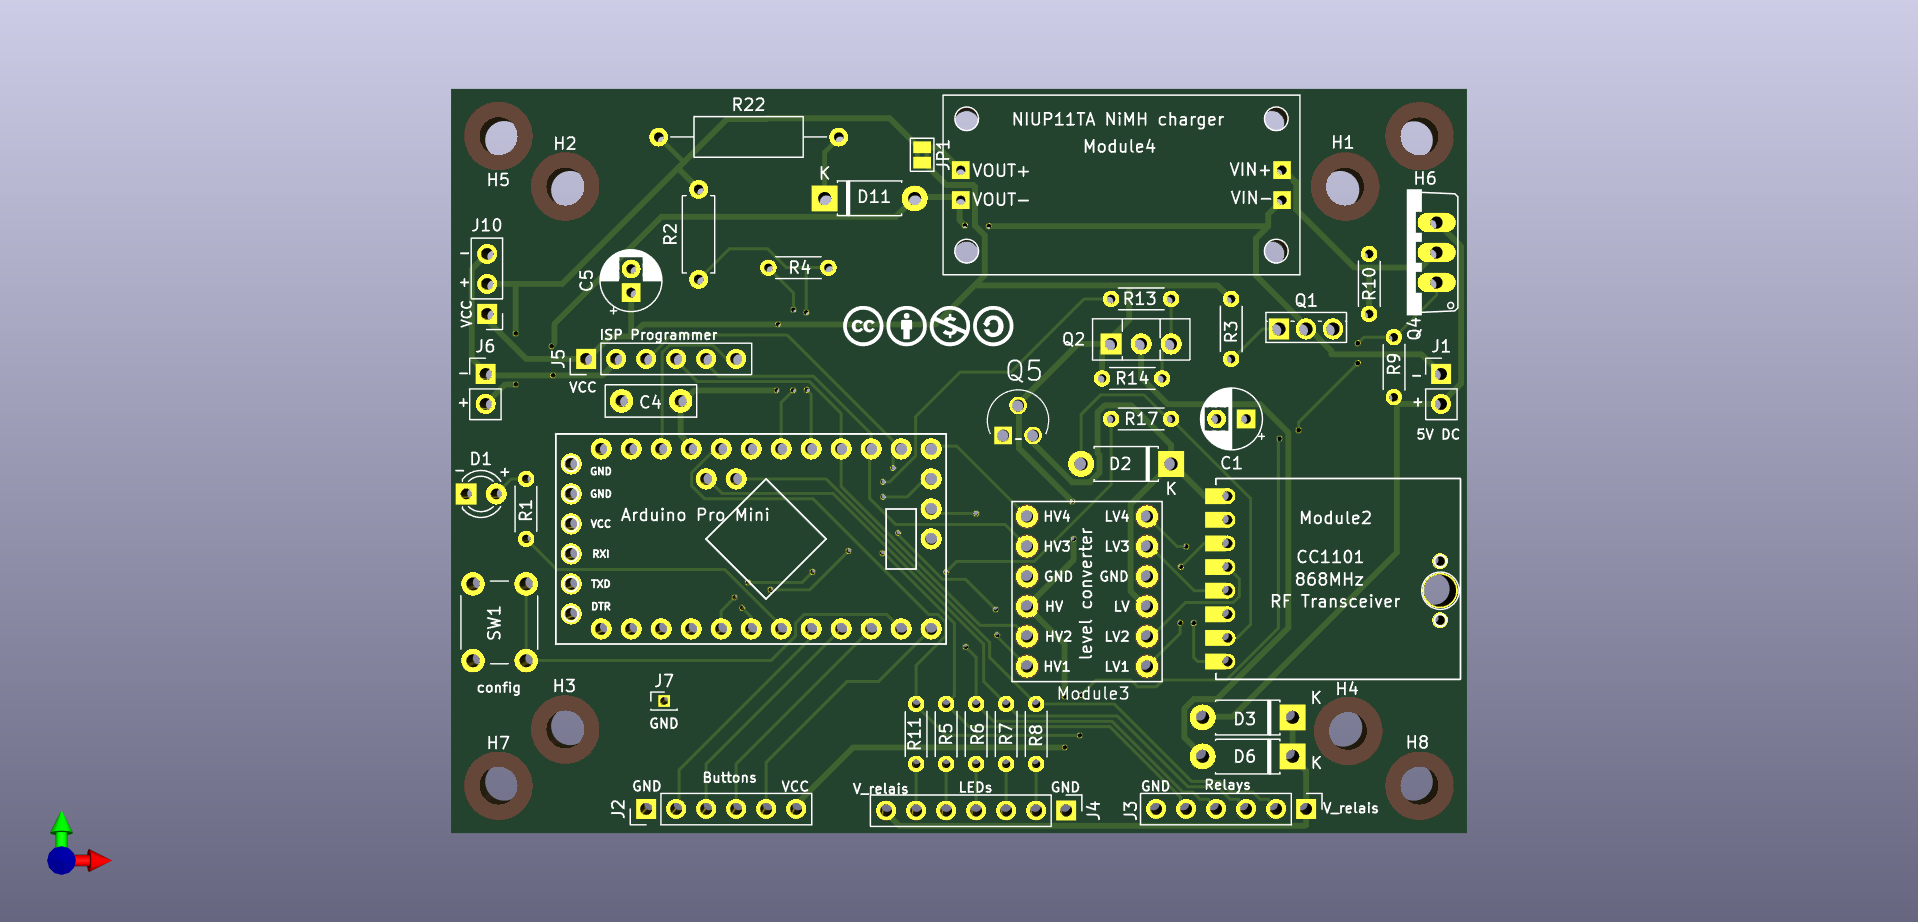 R22
NIUP11TA NiMH charger
Module4
H5
H2
JP1
VOUT+
VOUT-
VIN+
VIN-
H1
H6
K
D11
R2
J10
-
+
VCC
C5
+
R4
R13
R3
Q1
R10
Q4
Q2
ISP Programmer
J5
VCC
J6
-
+
C4
Q5
R14
R17
R9
J1
-
+
5V DC
C1
+
D2
K
D1
-
+
R1
GND
GND
VCC
RXI
TXD
DTR
Arduino Pro Mini
HV4
HV3
GND
HV
HV2
HV1
level converter
LV4
LV3
GND
LV
LV2
LV1
Module3
Module2
CC1101
868MHz
RF Transceiver
SW1
config
H3
J7
GND
H4
K
D3
D6
K
R11
R5
R6
R7
R8
H7
H8
GND
Buttons
VCC
J2
V_relais
LEDs
GND
J4
GND
Relays
J3
V_relais
cc